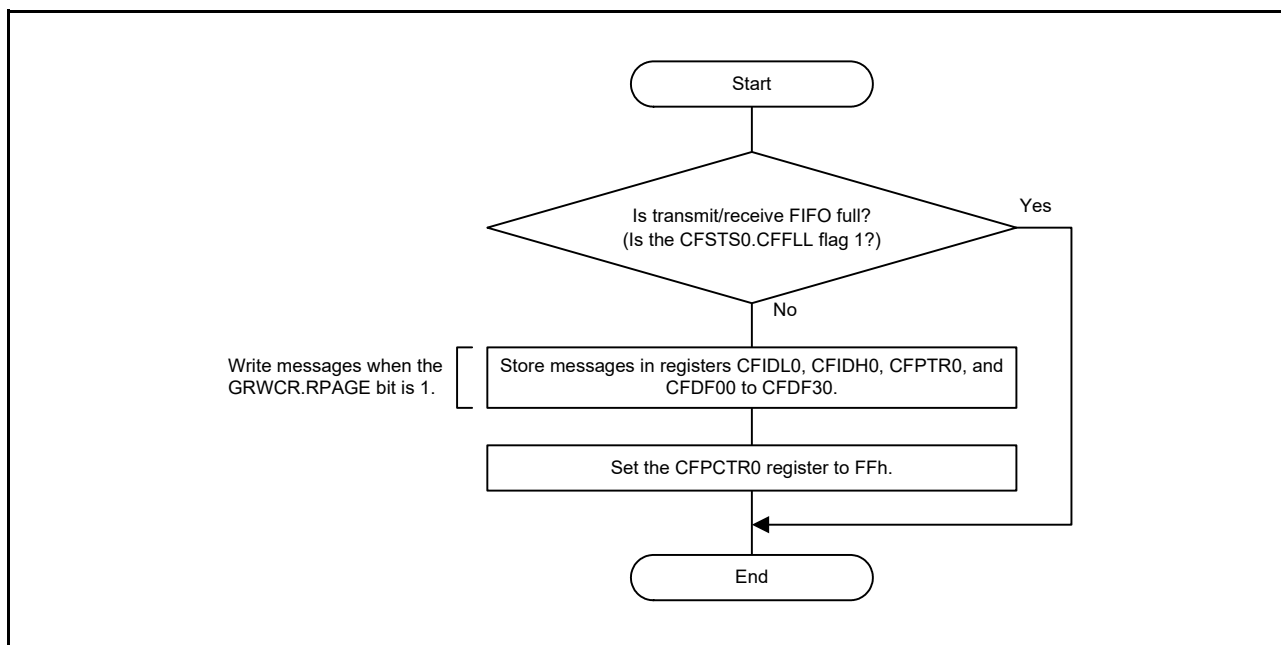 Start
Is transmit/receive FIFO full?
(Is the CFSTS0.CFFLL flag 1?)
Yes
No
Write messages when the
GRWCR.RPAGE bit is 1.
Store messages in registers CFIDL0, CFIDH0, CFPTR0, and
CFDF00 to CFDF30.
Set the CFPCTR0 register to FFh.
End